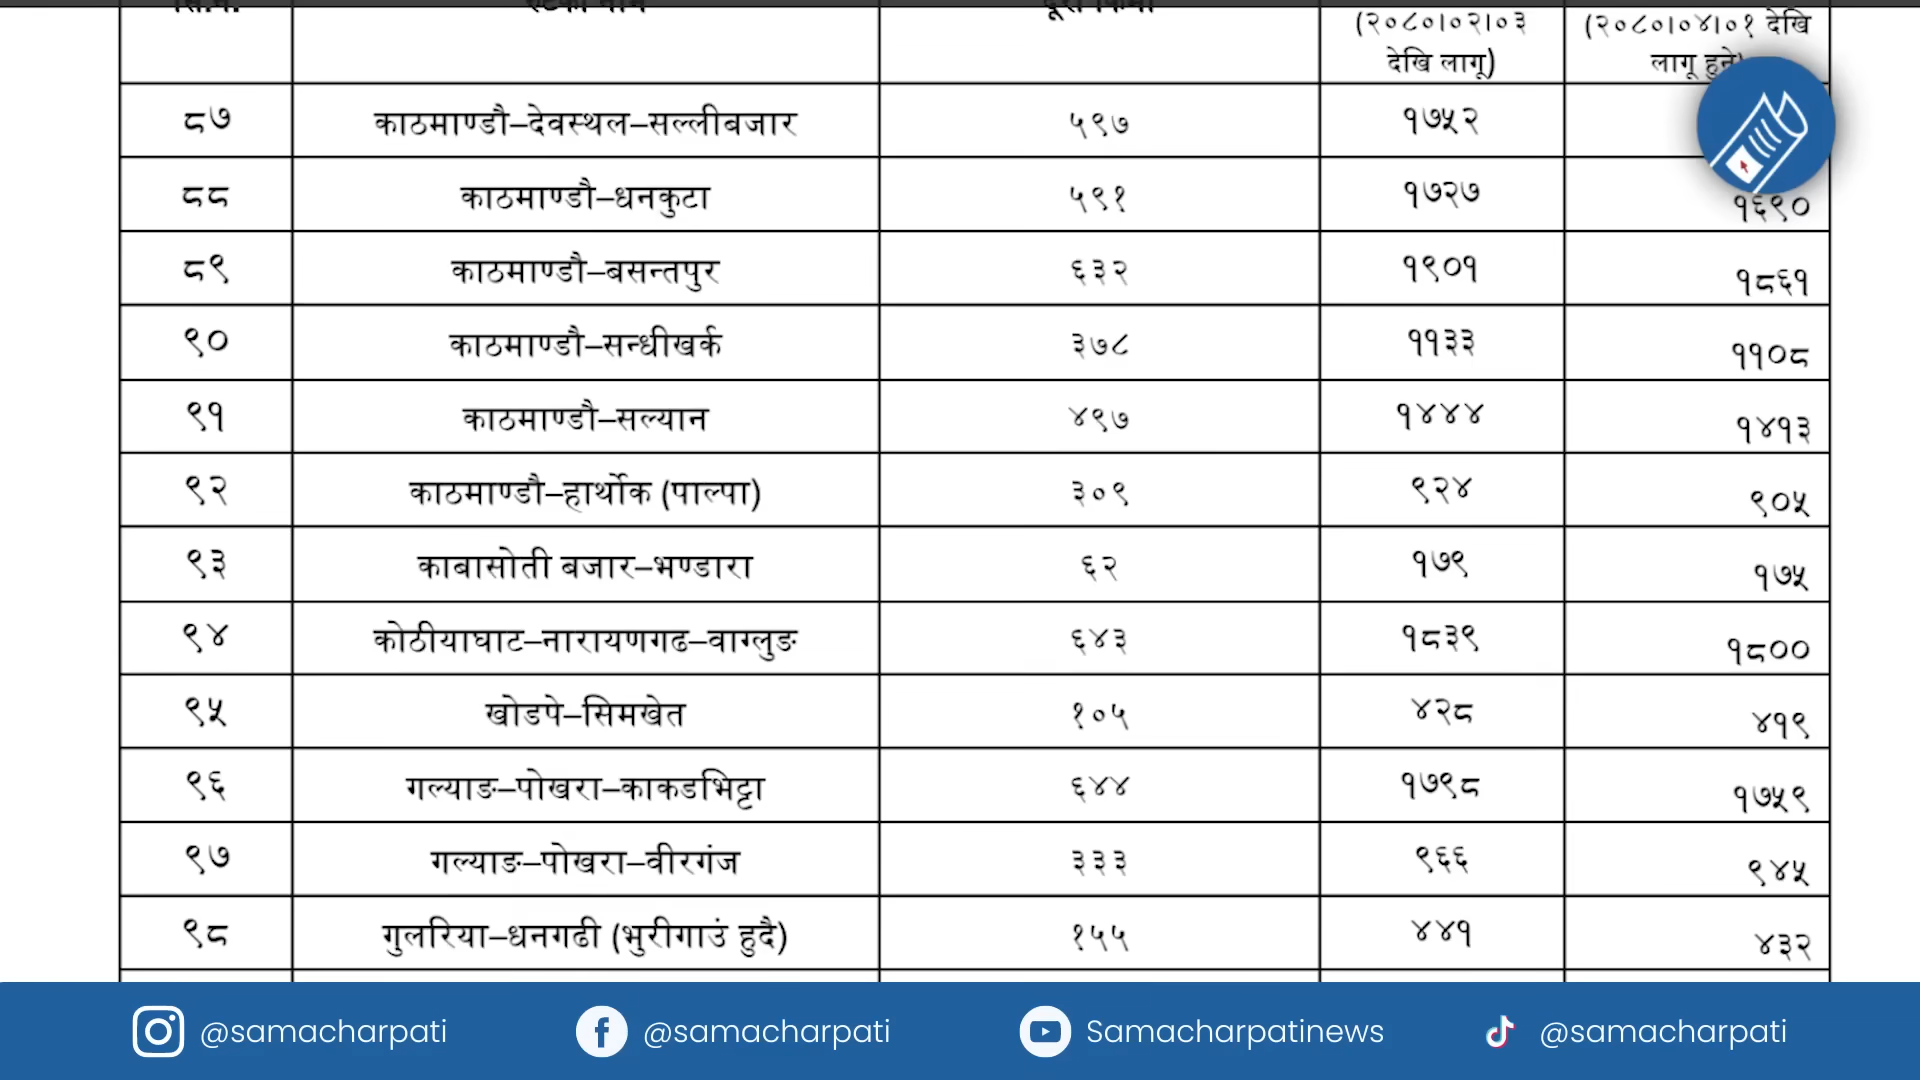 सि.नं. रुटको नाम दूरी किमी (२०८०।०२।०३ देखि लागू) (२०८०।०४।०१ देखि लागू हुने)
८७ काठमाण्डौ–देवस्थल–सल्लीबजार ५९७ १७५२
८८ काठमाण्डौ–धनकुटा ५९१ १७२७ १६९०
८९ काठमाण्डौ–बसन्तपुर ६३२ १९०१ १८६१
९० काठमाण्डौ–सन्धीखर्क ३७८ ११३३ ११०८
९१ काठमाण्डौ–सल्यान ४९७ १४४४ १४१३
९२ काठमाण्डौ–हार्थोक (पाल्पा) ३०९ ९२४ ९०५
९३ काबासोती बजार–भण्डारा ६२ १७९ १७५
९४ कोठीयाघाट–नारायणगढ–वाग्लुङ ६४३ १८३९ १८००
९५ खोडपे–सिमखेत १०५ ४२८ ४१९
९६ गल्याङ–पोखरा–काकडभिट्टा ६४४ १७९८ १७५९
९७ गल्याङ–पोखरा–वीरगंज ३३३ ९६६ ९४५
९८ गुलरिया–धनगढी (भुरीगाउं हुदै) १५५ ४४१ ४३२
@samacharpati @samacharpati Samacharpatinews @samacharpati